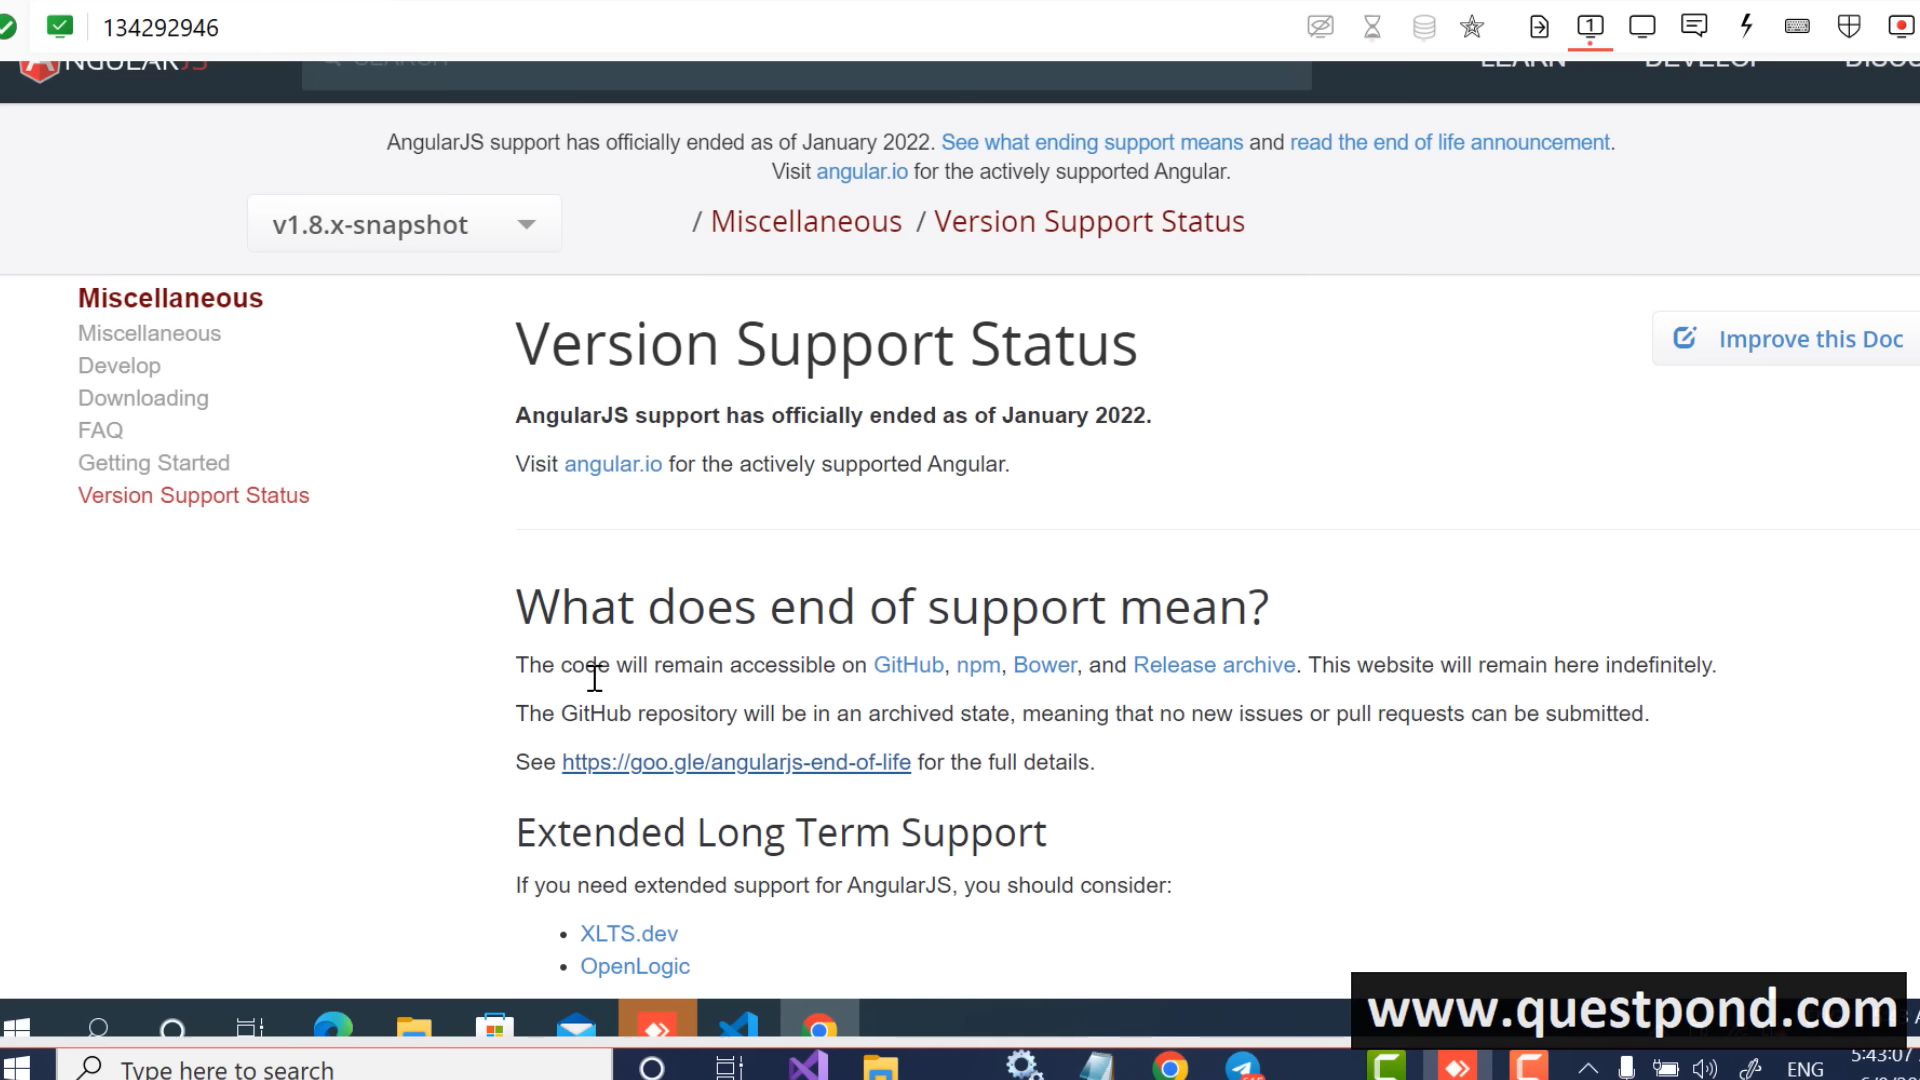 134292946
1
ANGULARJS
SEARCH
LEARN
DEVELOP
AngularJS support has officially ended as of January 2022. See what ending support means and read the end of life announcement.
Visit angular.io for the actively supported Angular.
v1.8.x-snapshot
/ Miscellaneous / Version Support Status
Miscellaneous
Miscellaneous
Develop
Downloading
FAQ
Getting Started
Version Support Status
Version Support Status
Improve this Doc
AngularJS support has officially ended as of January 2022.
Visit angular.io for the actively supported Angular.
What does end of support mean?
The code will remain accessible on GitHub, npm, Bower, and Release archive. This website will remain here indefinitely.
The GitHub repository will be in an archived state, meaning that no new issues or pull requests can be submitted.
See https://goo.gle/angularjs-end-of-life for the full details.
Extended Long Term Support
If you need extended support for AngularJS, you should consider:
• XLTS.dev
• OpenLogic
www.questpond.com
Type here to search
ENG
5:43:07